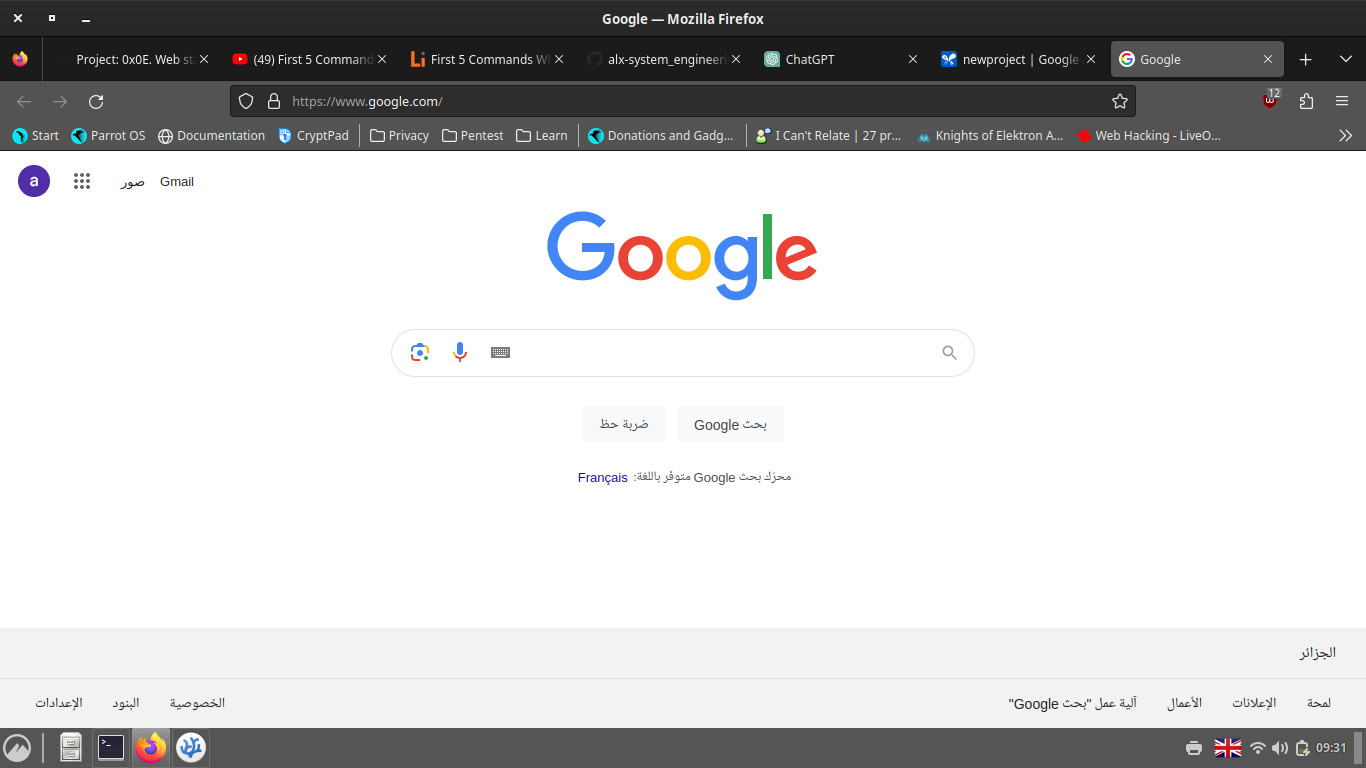 Google — Mozilla Firefox
Project: 0x0E. Web st
(49) First 5 Command
First 5 Commands W
alx-system_engineeri
ChatGPT
newproject | Google
Google
https://www.google.com/
12
Start
Parrot OS
Documentation
CryptPad
Privacy
Pentest
Learn
Donations and Gadg...
I Can't Relate | 27 pr...
Knights of Elektron A...
Web Hacking - LiveO...
Gmail
صور
a
Google
بحث Google
ضربة حظ
محرّك بحث Google متوفّر باللغة: Français
الجزائر
لمحة
الإعلانات
الأعمال
آلية عمل "بحث Google"
الخصوصية
البنود
الإعدادات
09:31